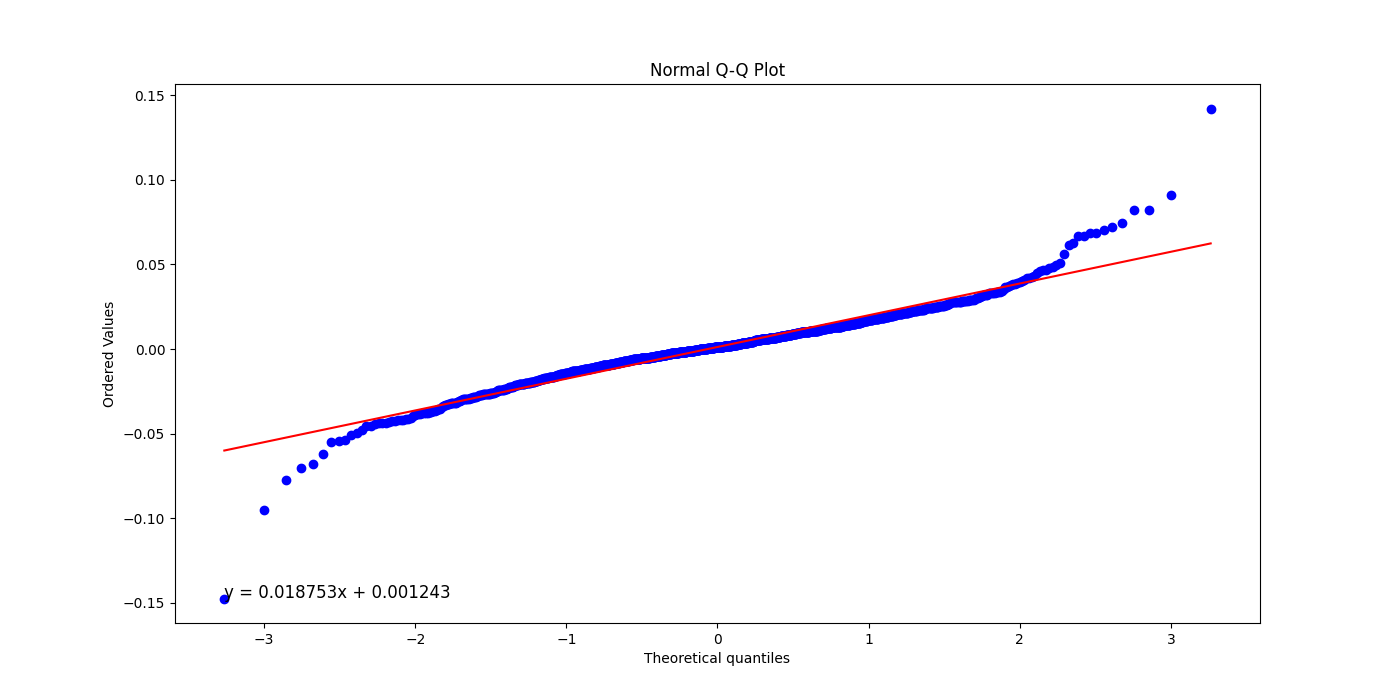 Normal Q-Q Plot
0.15
0.10
0.05
0.00
−0.05
−0.10
−0.15
Ordered Values
y = 0.018753x + 0.001243
−3 −2 −1 0 1 2 3
Theoretical quantiles